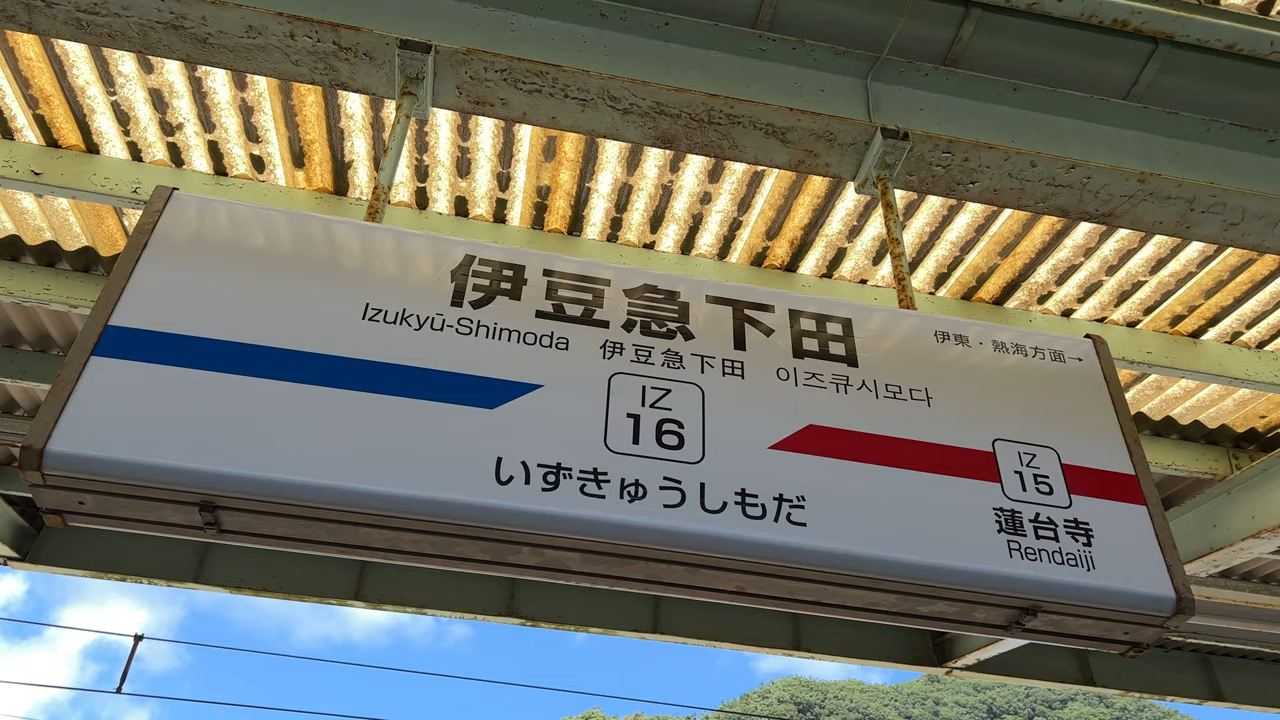 伊豆急下田
Izukyū-Shimoda 伊豆急下田 이즈큐시모다
伊東・熱海方面→
IZ
16
いずきゅうしもだ
IZ
15
蓮台寺
Rendaiji